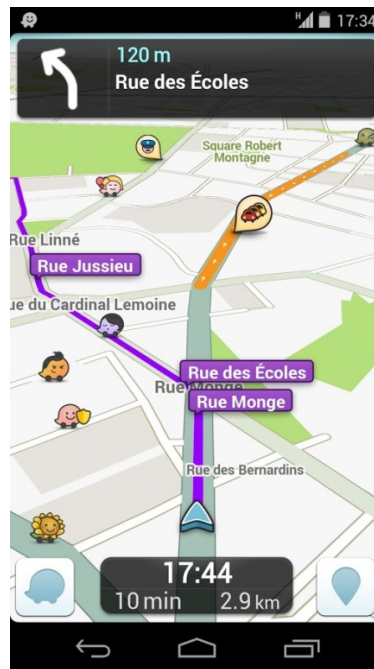 H
17:34
120 m
Rue des Écoles
Square Robert
Montagne
Rue Linné
Rue Jussieu
ue du Cardinal Lemoine
Rue des Écoles
Rue Monge
Rue Monge
Rue des Bernardins
17:44
10 min 2.9 km